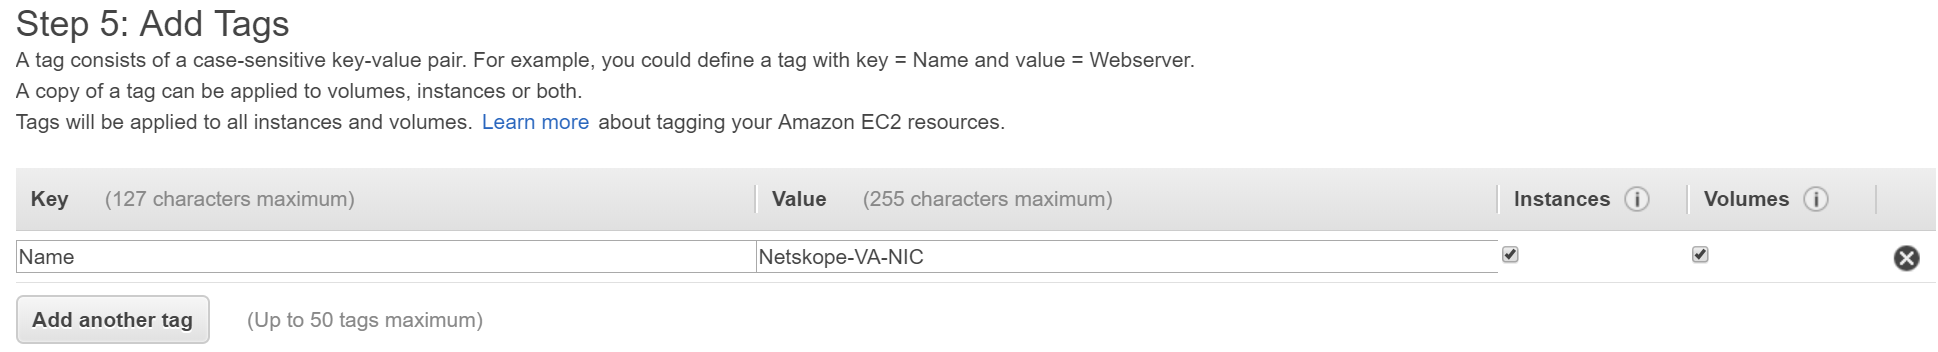 Step 5: Add Tags
A tag consists of a case-sensitive key-value pair. For example, you could define a tag with key = Name and value = Webserver.
A copy of a tag can be applied to volumes, instances or both.
Tags will be applied to all instances and volumes. Learn more about tagging your Amazon EC2 resources.
Key (127 characters maximum) Value (255 characters maximum) Instances i Volumes i
Name Netskope-VA-NIC
Add another tag (Up to 50 tags maximum)